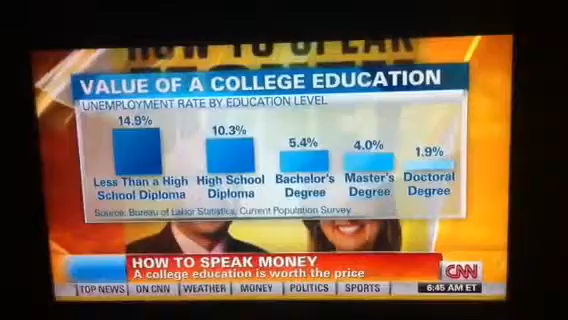 HOW TO SPEAK
VALUE OF A COLLEGE EDUCATION
UNEMPLOYMENT RATE BY EDUCATION LEVEL
14.9% 10.3% 5.4% 4.0% 1.9%
Less Than a High School Diploma High School Diploma Bachelor's Degree Master's Degree Doctoral Degree
Source: Bureau of Labor Statistics, Current Population Survey
HOW TO SPEAK MONEY
A college education is worth the price
CNN
TOP NEWS ON CNN WEATHER MONEY POLITICS SPORTS 6:45 AM ET